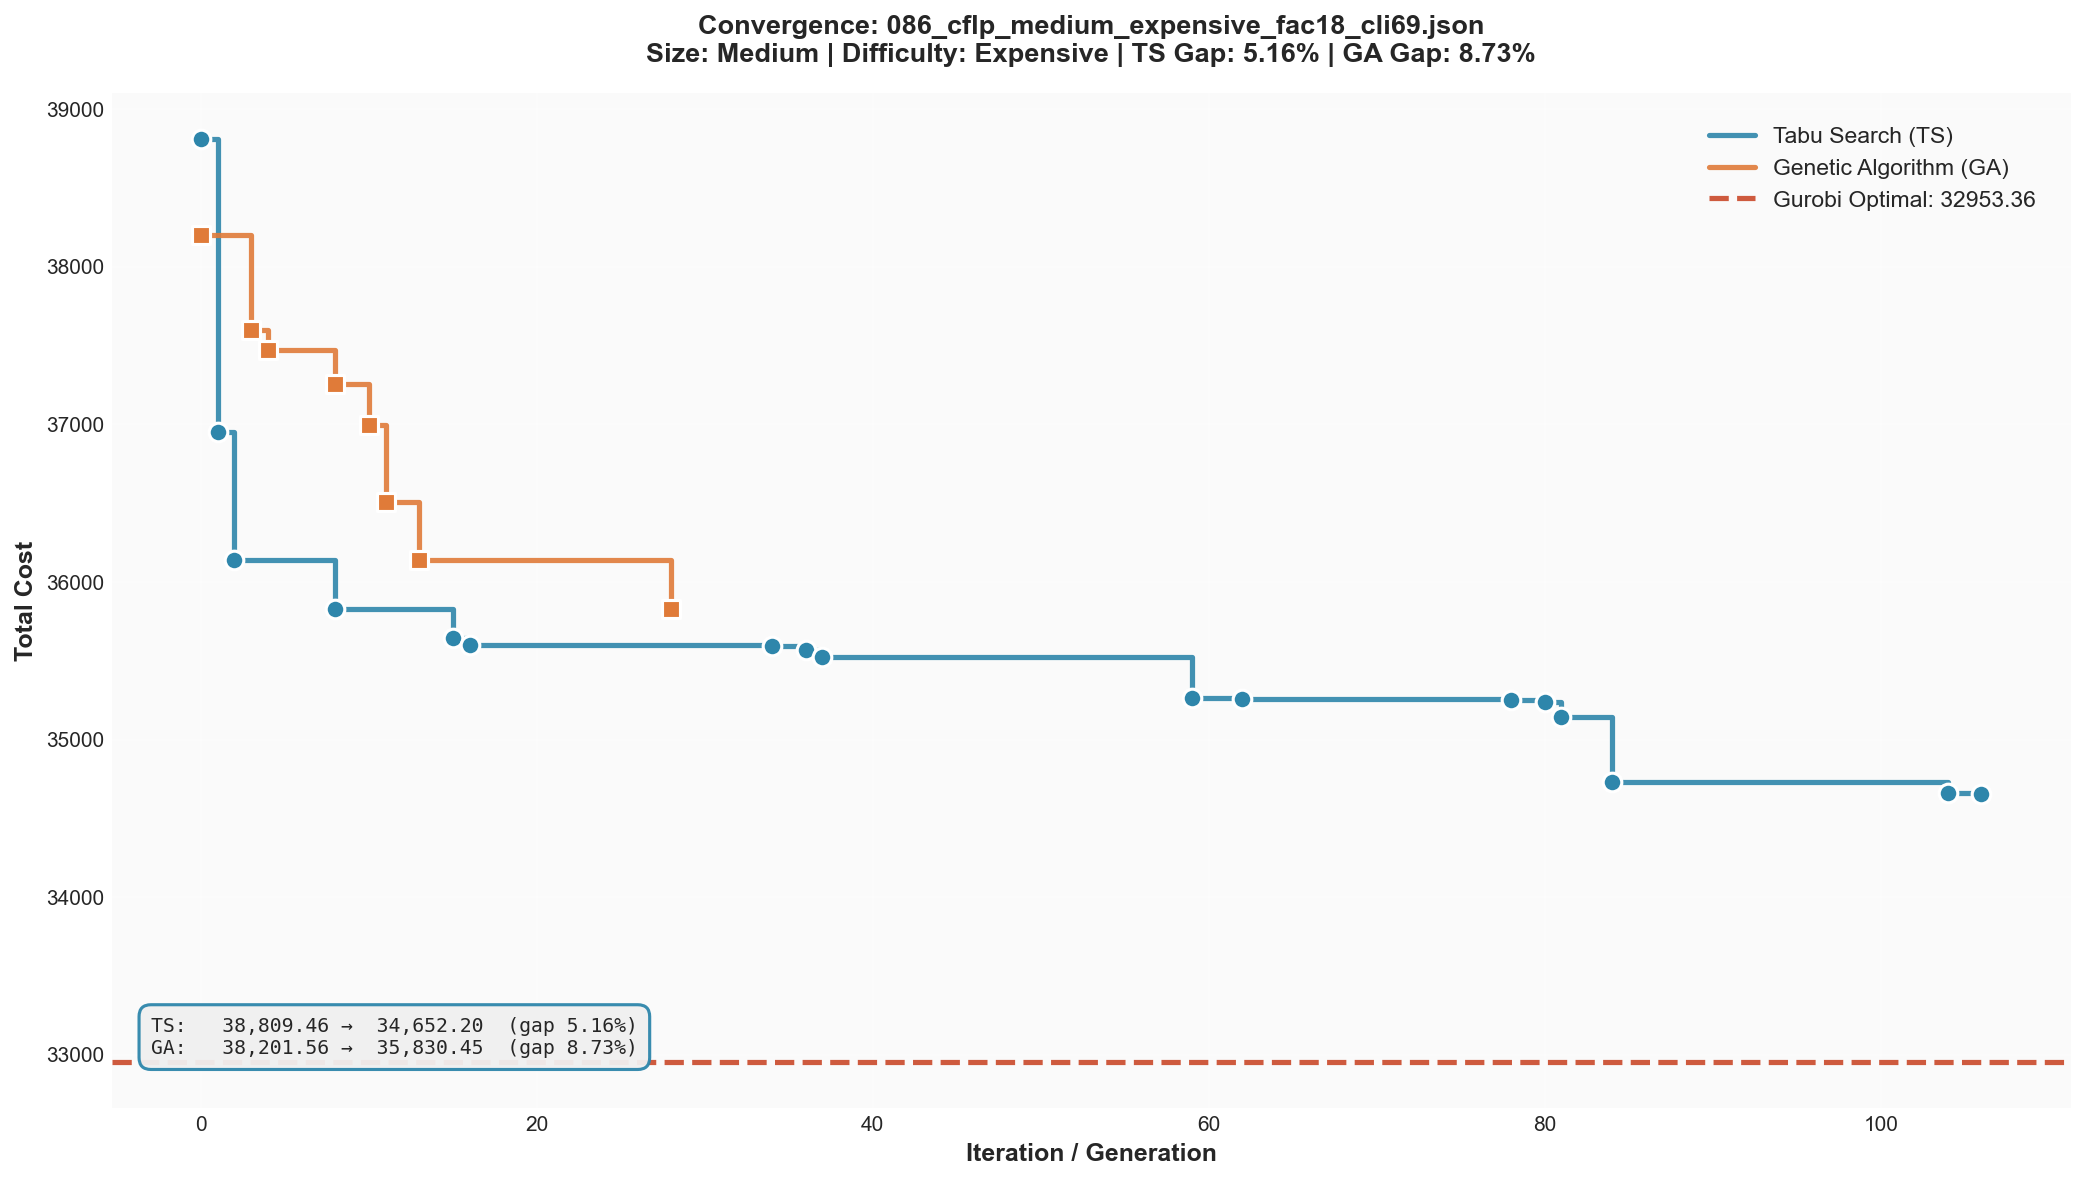 Convergence: 086_cflp_medium_expensive_fac18_cli69.json
Size: Medium | Difficulty: Expensive | TS Gap: 5.16% | GA Gap: 8.73%
39000
38000
37000
36000
35000
34000
33000
Total Cost
Tabu Search (TS)
Genetic Algorithm (GA)
Gurobi Optimal: 32953.36
TS: 38,809.46 → 34,652.20 (gap 5.16%)
GA: 38,201.56 → 35,830.45 (gap 8.73%)
0 20 40 60 80 100
Iteration / Generation